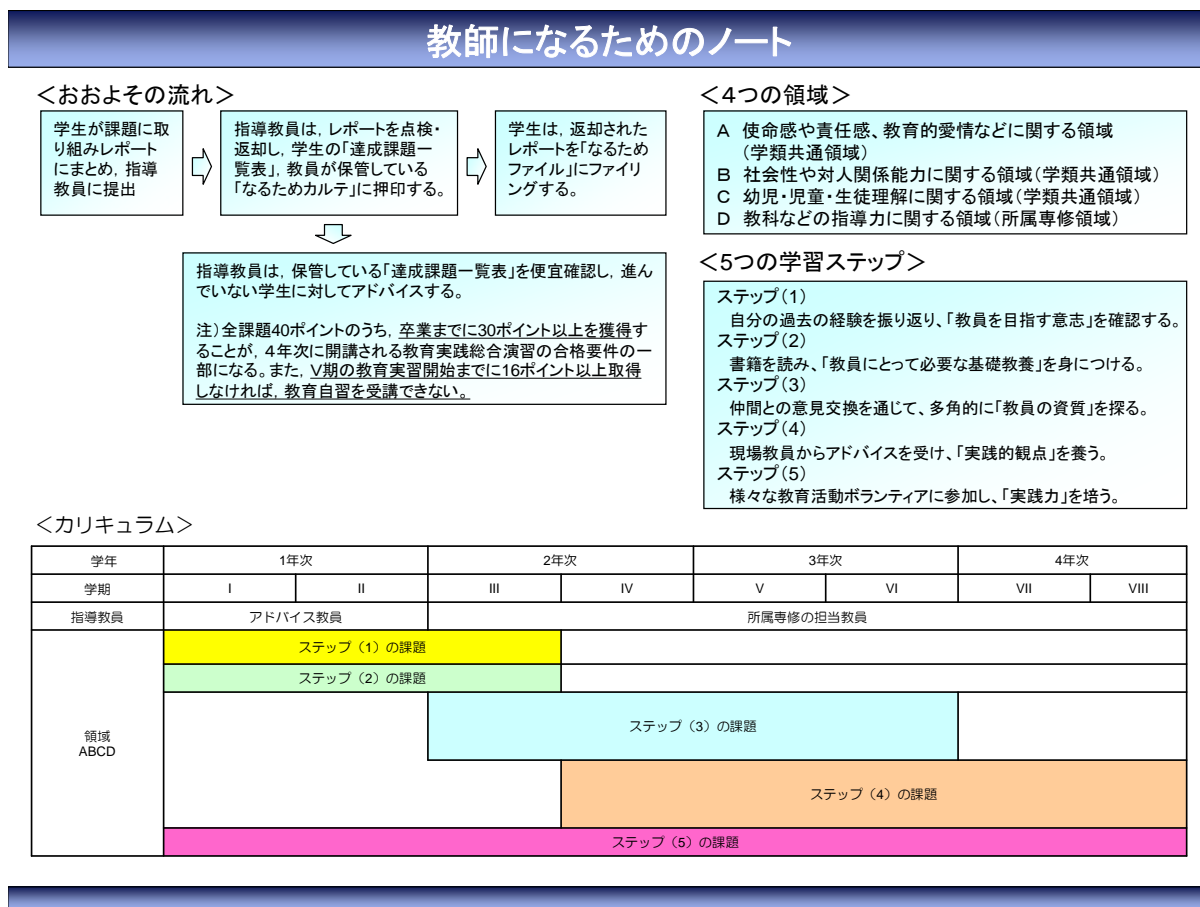 教師になるためのノート
＜おおよその流れ＞
学生が課題に取
り組みレポート
にまとめ，指導
教員に提出
指導教員は，レポートを点検・
返却し，学生の「達成課題一
覧表」，教員が保管している
「なるためカルテ」に押印する。
学生は，返却された
レポートを「なるため
ファイル」にファイリ
ングする。
指導教員は，保管している「達成課題一覧表」を便宜確認し，進ん
でいない学生に対してアドバイスする。
注）全課題40ポイントのうち，卒業までに30ポイント以上を獲得す
ることが，４年次に開講される教育実践総合演習の合格要件の一
部になる。また，Ⅴ期の教育実習開始までに16ポイント以上取得
しなければ，教育自習を受講できない。
＜4つの領域＞
Ａ 使命感や責任感、教育的愛情などに関する領域
（学類共通領域）
Ｂ 社会性や対人関係能力に関する領域（学類共通領域）
Ｃ 幼児・児童・生徒理解に関する領域（学類共通領域）
Ｄ 教科などの指導力に関する領域（所属専修領域）
＜5つの学習ステップ＞
ステップ（1）
自分の過去の経験を振り返り、「教員を目指す意志」を確認する。
ステップ（2）
書籍を読み、「教員にとって必要な基礎教養」を身につける。
ステップ（3）
仲間との意見交換を通じて、多角的に「教員の資質」を探る。
ステップ（4）
現場教員からアドバイスを受け、「実践的観点」を養う。
ステップ（5）
様々な教育活動ボランティアに参加し、「実践力」を培う。
＜カリキュラム＞
学年 1年次 2年次 3年次 4年次
学期 Ⅰ Ⅱ Ⅲ Ⅳ Ⅴ Ⅵ Ⅶ Ⅷ
指導教員 アドバイス教員 所属専修の担当教員
ステップ（1）の課題
ステップ（2）の課題
ステップ（3）の課題
領域
ABCD
ステップ（4）の課題
ステップ（5）の課題